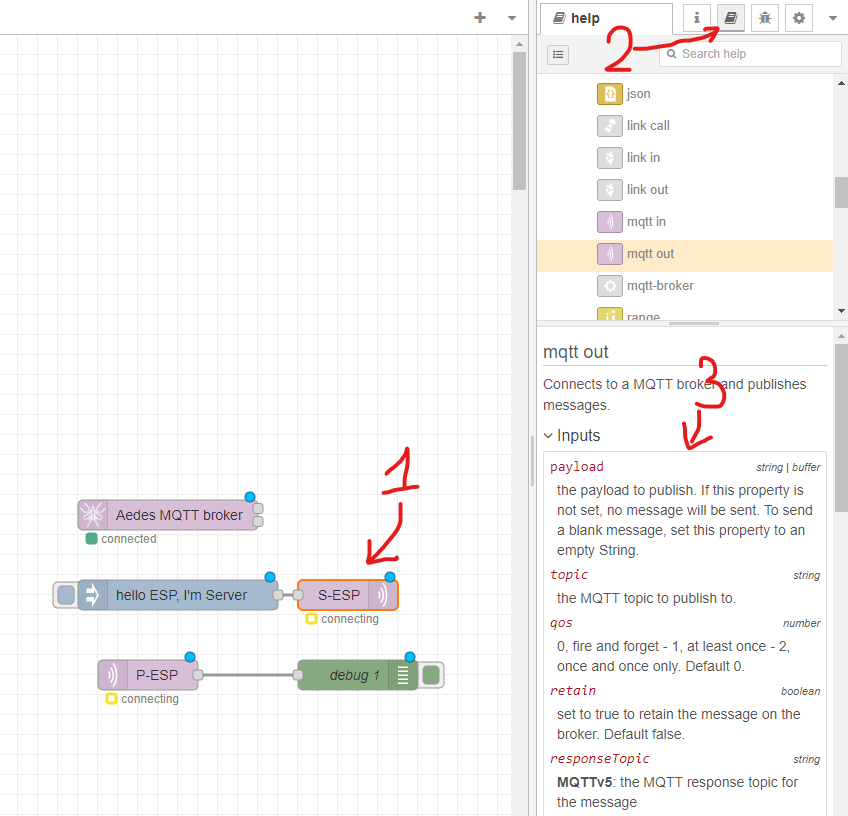 help
2
Search help
json
link call
link in
link out
mqtt in
mqtt out
mqtt-broker
range
mqtt out
Connects to a MQTT broker and publishes
messages.
3
Inputs
payload string | buffer
the payload to publish. If this property is
not set, no message will be sent. To send
a blank message, set this property to an
empty String.
topic string
the MQTT topic to publish to.
qos number
0, fire and forget - 1, at least once - 2,
once and once only. Default 0.
retain boolean
set to true to retain the message on the
broker. Default false.
responseTopic string
MQTTv5: the MQTT response topic for
the message
1
Aedes MQTT broker
connected
hello ESP, I'm Server
S-ESP
connecting
P-ESP
debug 1
connecting